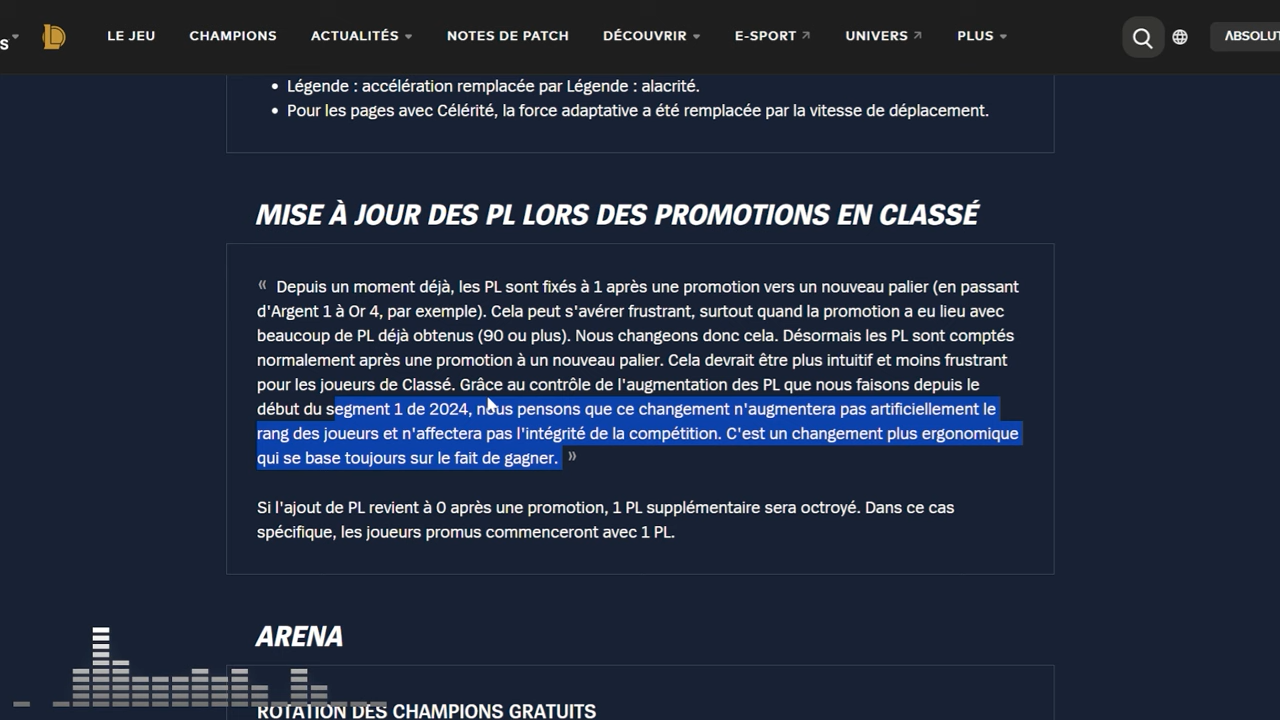 S
LE JEU CHAMPIONS ACTUALITÉS NOTES DE PATCH DÉCOUVRIR E-SPORT UNIVERS PLUS ABSOLUT
• Légende : accélération remplacée par Légende : alacrité.
• Pour les pages avec Célérité, la force adaptative a été remplacée par la vitesse de déplacement.
MISE À JOUR DES PL LORS DES PROMOTIONS EN CLASSÉ
« Depuis un moment déjà, les PL sont fixés à 1 après une promotion vers un nouveau palier (en passant
d'Argent 1 à Or 4, par exemple). Cela peut s'avérer frustrant, surtout quand la promotion a eu lieu avec
beaucoup de PL déjà obtenus (90 ou plus). Nous changeons donc cela. Désormais les PL sont comptés
normalement après une promotion à un nouveau palier. Cela devrait être plus intuitif et moins frustrant
pour les joueurs de Classé. Grâce au contrôle de l'augmentation des PL que nous faisons depuis le
début du segment 1 de 2024, nous pensons que ce changement n'augmentera pas artificiellement le
rang des joueurs et n'affectera pas l'intégrité de la compétition. C'est un changement plus ergonomique
qui se base toujours sur le fait de gagner. »
Si l'ajout de PL revient à 0 après une promotion, 1 PL supplémentaire sera octroyé. Dans ce cas
spécifique, les joueurs promus commenceront avec 1 PL.
ARENA
ROTATION DES CHAMPIONS GRATUITS